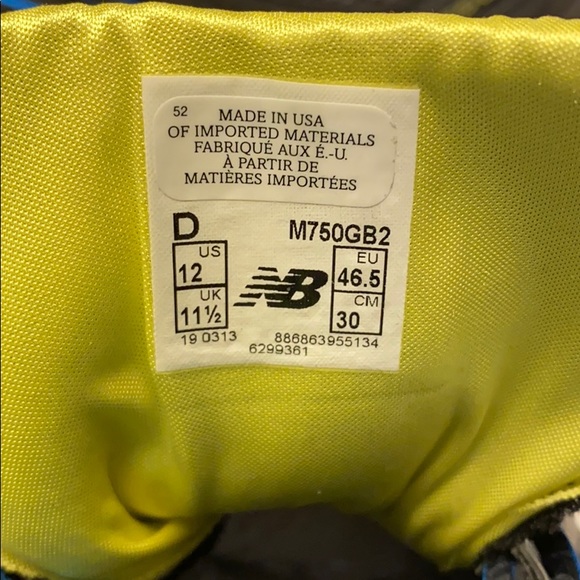 52
MADE IN USA
OF IMPORTED MATERIALS
FABRIQUÉ AUX É.-U.
À PARTIR DE
MATIÈRES IMPORTÉES
D M750GB2
US
12
UK
11½
NB
EU
46.5
CM
30
19 0313 886863955134
6299361